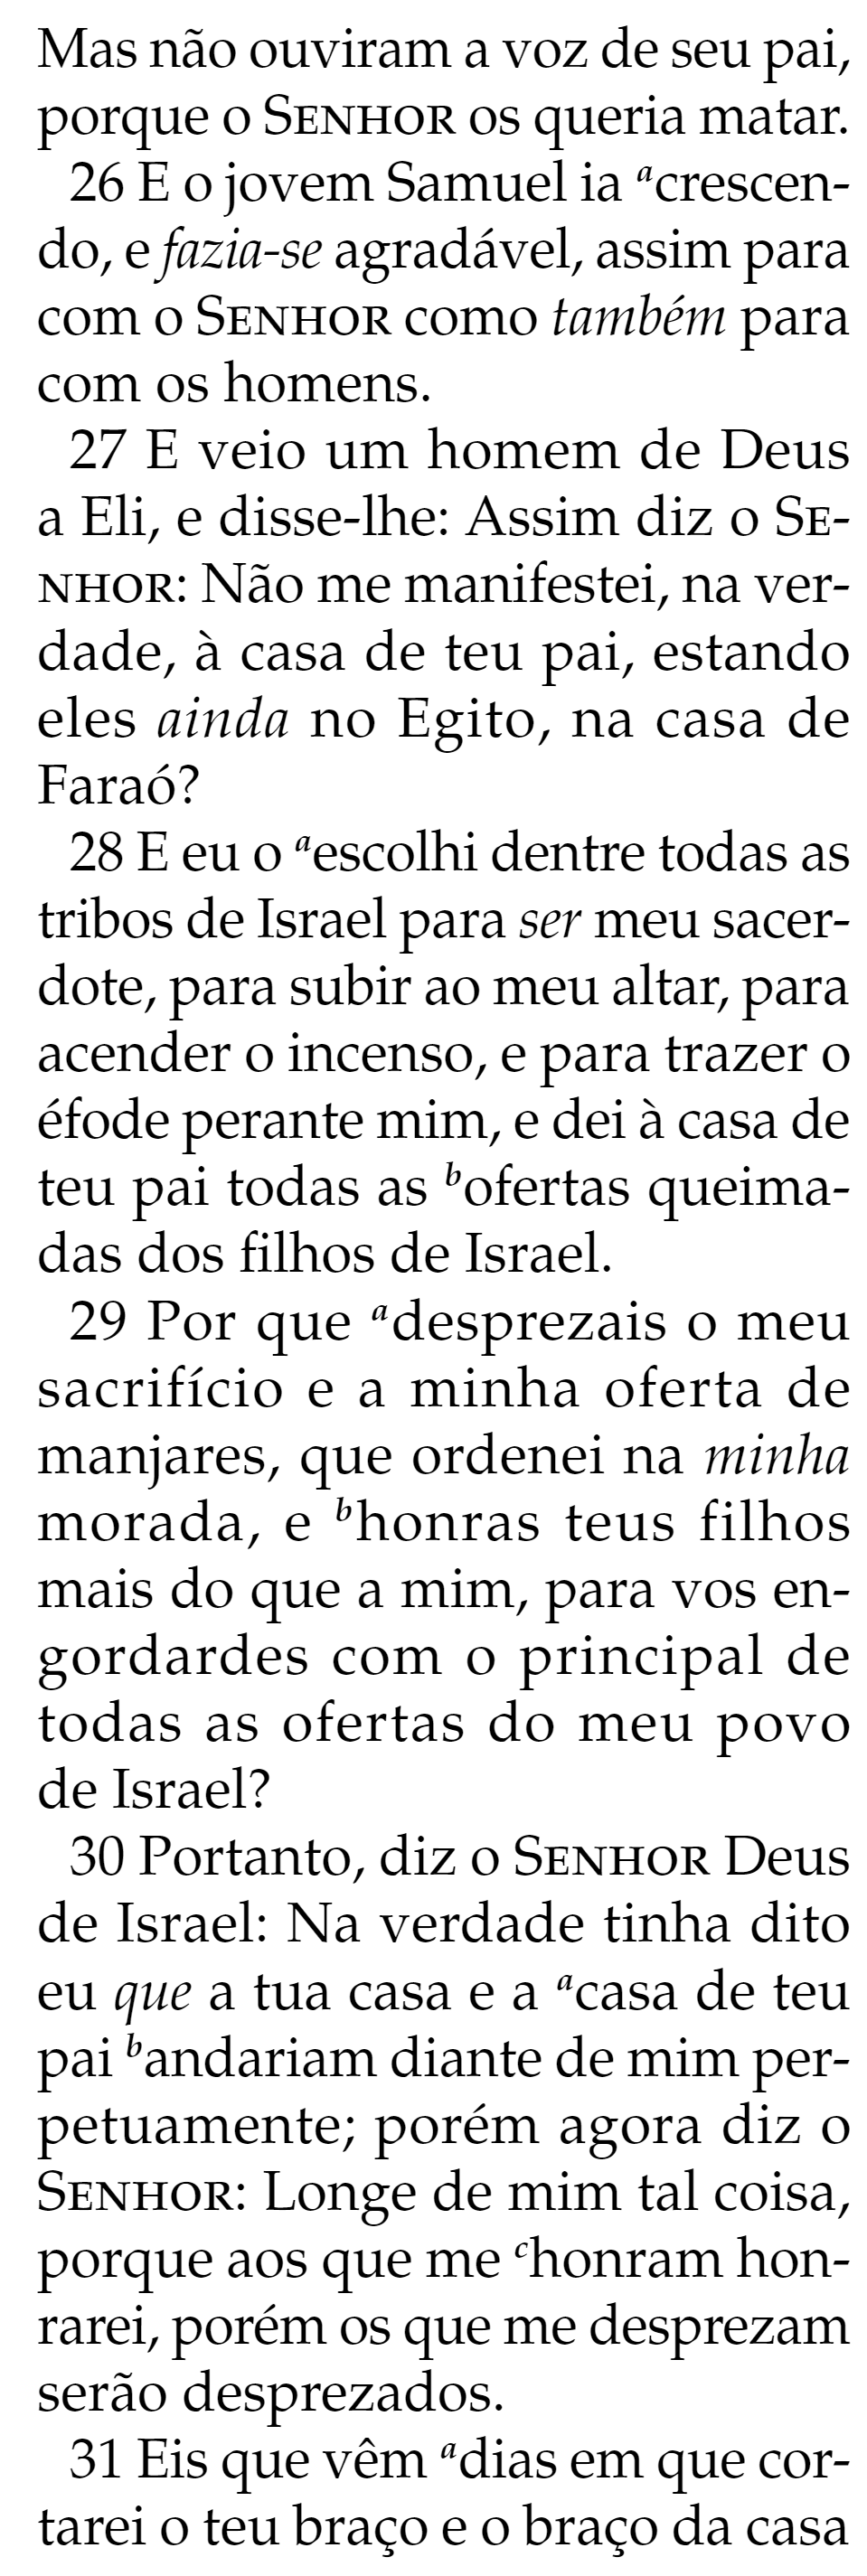 Mas não ouviram a voz de seu pai,
porque o SENHOR os queria matar.
26 E o jovem Samuel ia ᵃcrescen-
do, e fazia-se agradável, assim para
com o SENHOR como também para
com os homens.
27 E veio um homem de Deus
a Eli, e disse-lhe: Assim diz o SE-
NHOR: Não me manifestei, na ver-
dade, à casa de teu pai, estando
eles ainda no Egito, na casa de
Faraó?
28 E eu o ᵃescolhi dentre todas as
tribos de Israel para ser meu sacer-
dote, para subir ao meu altar, para
acender o incenso, e para trazer o
éfode perante mim, e dei à casa de
teu pai todas as ᵇofertas queima-
das dos filhos de Israel.
29 Por que ᵃdesprezais o meu
sacrifício e a minha oferta de
manjares, que ordenei na minha
morada, e ᵇhonras teus filhos
mais do que a mim, para vos en-
gordardes com o principal de
todas as ofertas do meu povo
de Israel?
30 Portanto, diz o SENHOR Deus
de Israel: Na verdade tinha dito
eu que a tua casa e a ᵃcasa de teu
pai ᵇandariam diante de mim per-
petuamente; porém agora diz o
SENHOR: Longe de mim tal coisa,
porque aos que me ᶜhonram hon-
rarei, porém os que me desprezam
serão desprezados.
31 Eis que vêm ᵃdias em que cor-
tarei o teu braço e o braço da casa